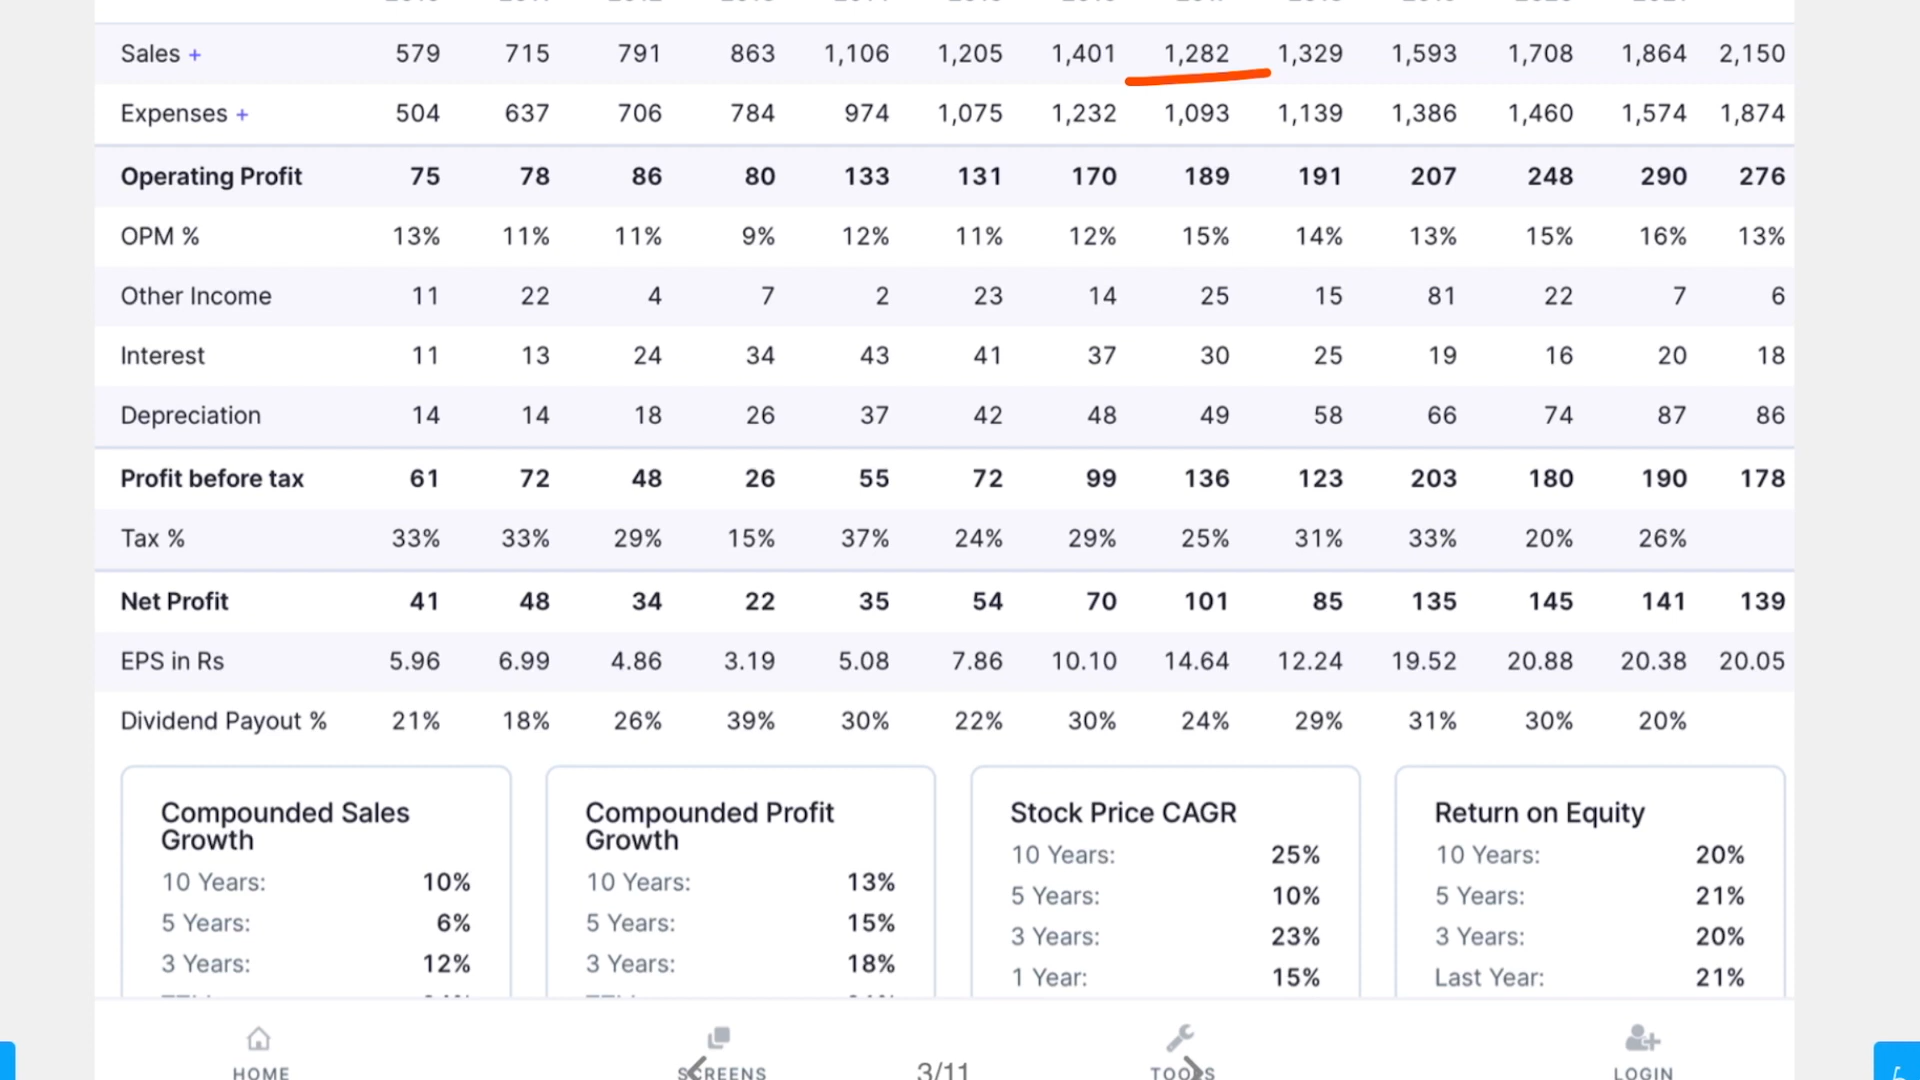 Sales + 579 715 791 863 1,106 1,205 1,401 1,282 1,329 1,593 1,708 1,864 2,150
Expenses + 504 637 706 784 974 1,075 1,232 1,093 1,139 1,386 1,460 1,574 1,874
Operating Profit 75 78 86 80 133 131 170 189 191 207 248 290 276
OPM % 13% 11% 11% 9% 12% 11% 12% 15% 14% 13% 15% 16% 13%
Other Income 11 22 4 7 2 23 14 25 15 81 22 7 6
Interest 11 13 24 34 43 41 37 30 25 19 16 20 18
Depreciation 14 14 18 26 37 42 48 49 58 66 74 87 86
Profit before tax 61 72 48 26 55 72 99 136 123 203 180 190 178
Tax % 33% 33% 29% 15% 37% 24% 29% 25% 31% 33% 20% 26%
Net Profit 41 48 34 22 35 54 70 101 85 135 145 141 139
EPS in Rs 5.96 6.99 4.86 3.19 5.08 7.86 10.10 14.64 12.24 19.52 20.88 20.38 20.05
Dividend Payout % 21% 18% 26% 39% 30% 22% 30% 24% 29% 31% 30% 20%
Compounded Sales
Growth
10 Years: 10%
5 Years: 6%
3 Years: 12%
Compounded Profit
Growth
10 Years: 13%
5 Years: 15%
3 Years: 18%
Stock Price CAGR
10 Years: 25%
5 Years: 10%
3 Years: 23%
1 Year: 15%
Return on Equity
10 Years: 20%
5 Years: 21%
3 Years: 20%
Last Year: 21%
HOME SCREENS 3/11 TOOLS LOGIN